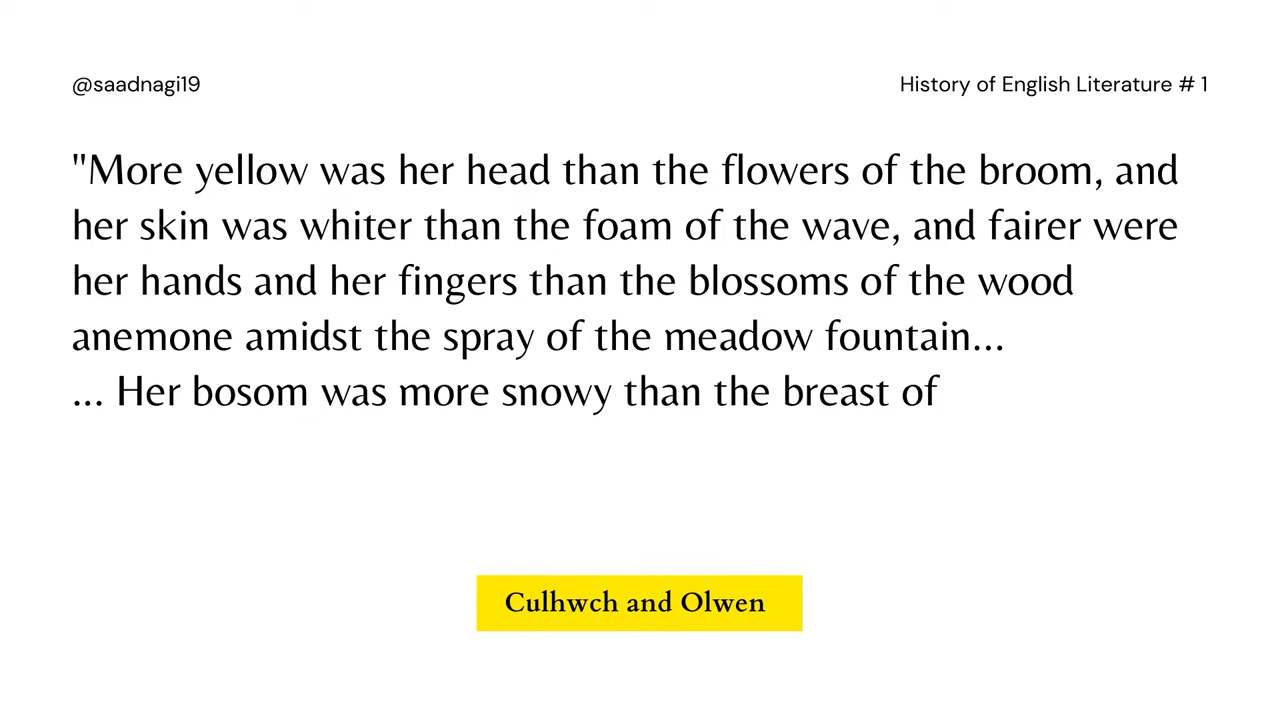 @saadnagi19
History of English Literature # 1
"More yellow was her head than the flowers of the broom, and
her skin was whiter than the foam of the wave, and fairer were
her hands and her fingers than the blossoms of the wood
anemone amidst the spray of the meadow fountain...
... Her bosom was more snowy than the breast of
Culhwch and Olwen